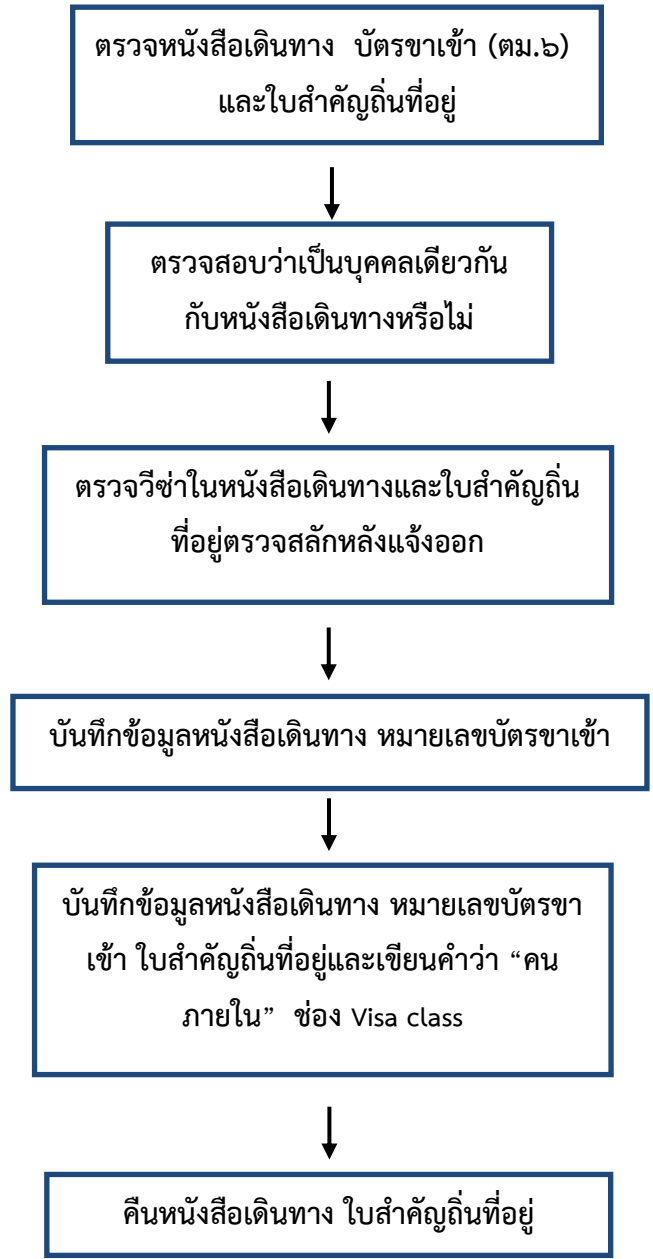 ตรวจหนังสือเดินทาง บัตรขาเข้า (ตม.๖)
และใบสำคัญถิ่นที่อยู่
ตรวจสอบว่าเป็นบุคคลเดียวกัน
กับหนังสือเดินทางหรือไม่
ตรวจวีซ่าในหนังสือเดินทางและใบสำคัญถิ่น
ที่อยู่ตรวจสลักหลังแจ้งออก
บันทึกข้อมูลหนังสือเดินทาง หมายเลขบัตรขาเข้า
บันทึกข้อมูลหนังสือเดินทาง หมายเลขบัตรขา
เข้า ใบสำคัญถิ่นที่อยู่และเขียนคำว่า “คน
ภายใน” ช่อง Visa class
คืนหนังสือเดินทาง ใบสำคัญถิ่นที่อยู่